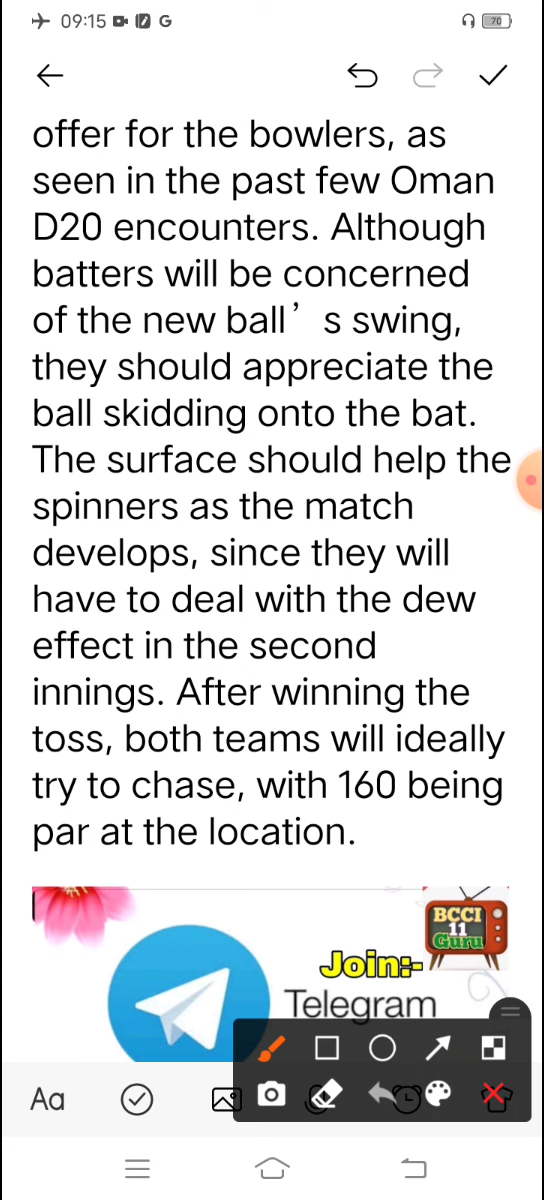 09:15
G
70
offer for the bowlers, as
seen in the past few Oman
D20 encounters. Although
batters will be concerned
of the new ball’ s swing,
they should appreciate the
ball skidding onto the bat.
The surface should help the
spinners as the match
develops, since they will
have to deal with the dew
effect in the second
innings. After winning the
toss, both teams will ideally
try to chase, with 160 being
par at the location.
BCCI
11
Guru
Join:-
Telegram
Aa